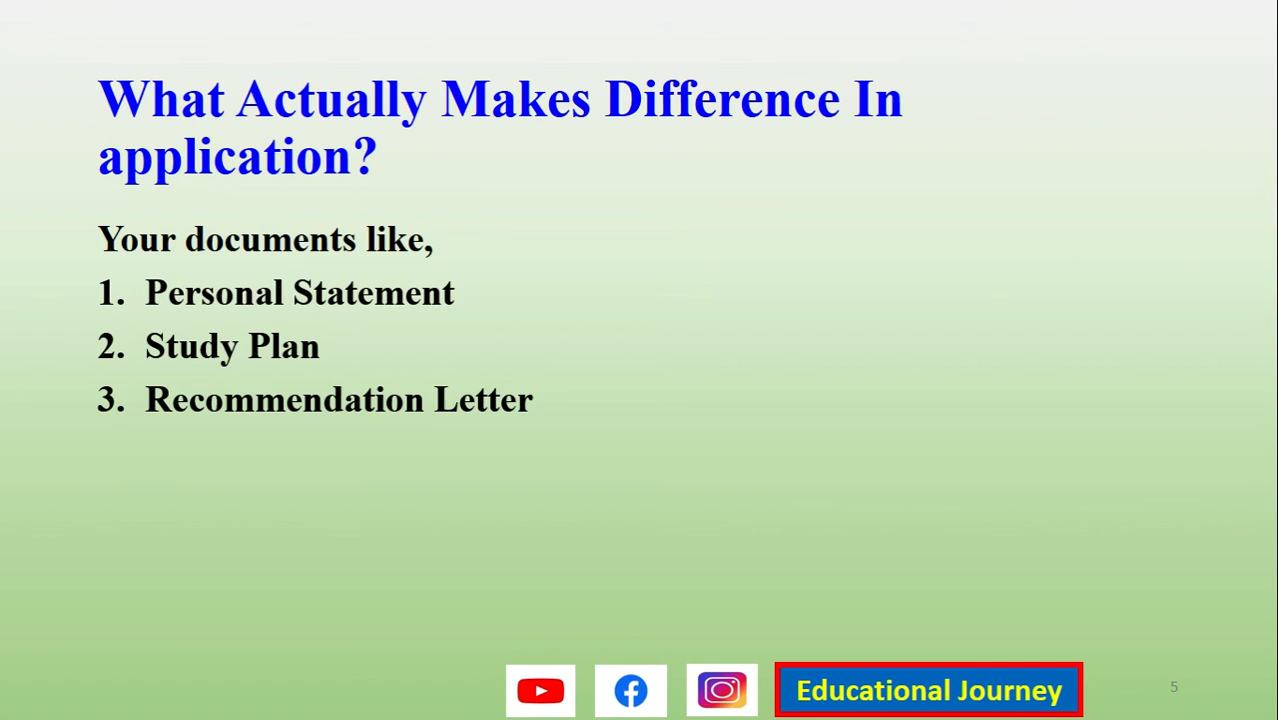 What Actually Makes Difference In
application?
Your documents like,
1. Personal Statement
2. Study Plan
3. Recommendation Letter
Educational Journey
5